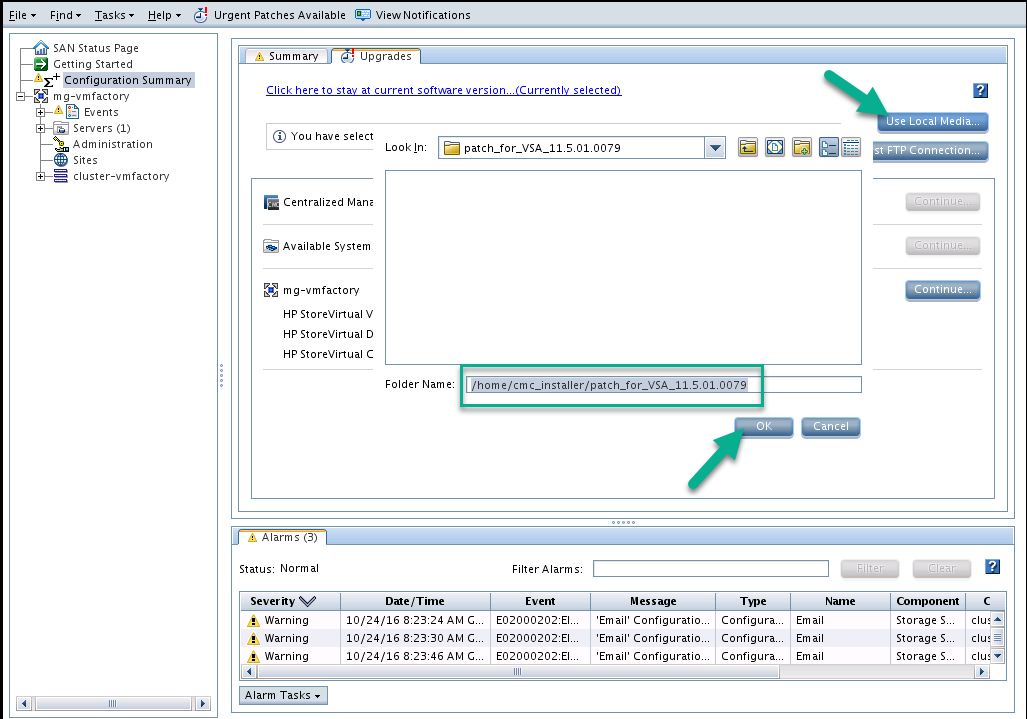 File Find Tasks Help Urgent Patches Available View Notifications
SAN Status Page
Getting Started
Configuration Summary
mg-vmfactory
Events
Servers (1)
Administration
Sites
cluster-vmfactory
Summary Upgrades
Click here to stay at current software version...(Currently selected)
Use Local Media...
You have select
st FTP Connection...
Look In: patch_for_VSA_11.5.01.0079
Centralized Mana
Continue...
Available System
Continue...
mg-vmfactory
Continue...
HP StoreVirtual V
HP StoreVirtual D
HP StoreVirtual C
Folder Name: /home/cmc_installer/patch_for_VSA_11.5.01.0079
OK Cancel
Alarms (3)
Status: Normal Filter Alarms: Filter Clear
Severity Date/Time Event Message Type Name Component C
Warning 10/24/16 8:23:24 AM G... E02000202:El... 'Email' Configuratio... Configura... Email Storage S... clus
Warning 10/24/16 8:23:30 AM G... E02000202:El... 'Email' Configuratio... Configura... Email Storage S... clus
Warning 10/24/16 8:23:46 AM G... E02000202:El... 'Email' Configuratio... Configura... Email Storage S... clus
Alarm Tasks